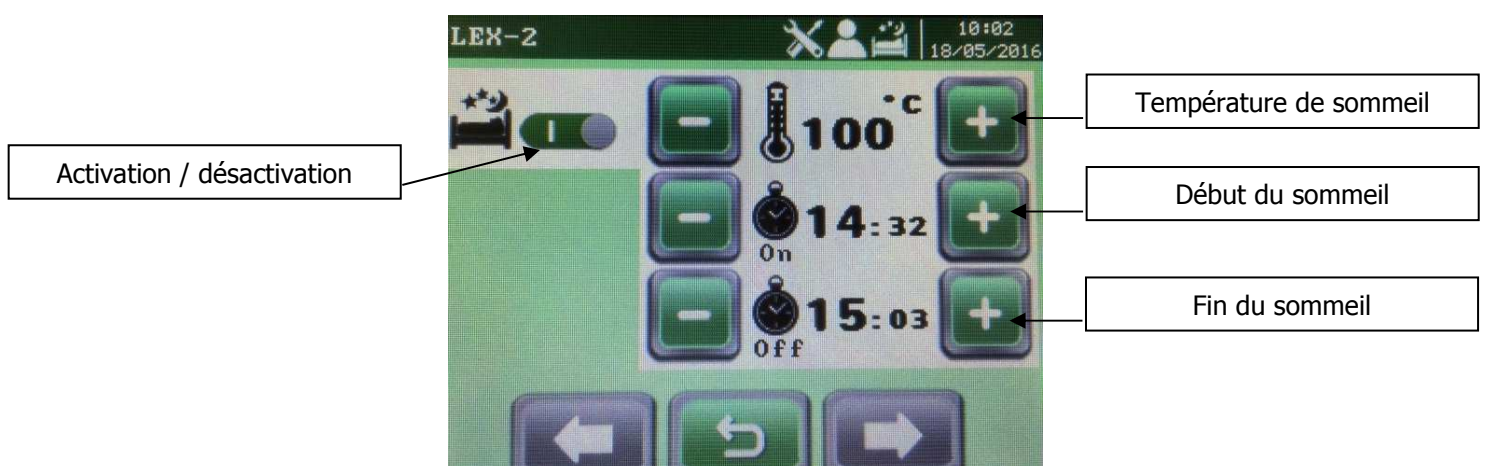 LEX-2
10:02
18/05/2016
°C
100
Température de sommeil
Activation / désactivation
14:32
On
Début du sommeil
15:03
Off
Fin du sommeil